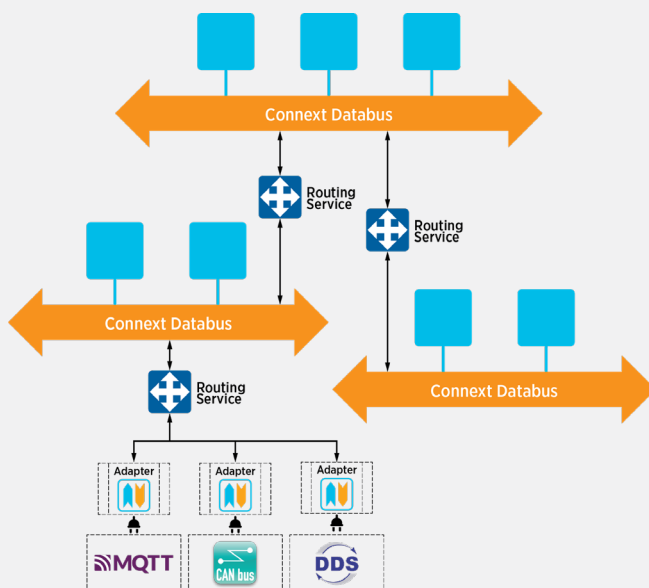 Connext Databus
Routing
Service
Routing
Service
Connext Databus
Routing
Service
Connext Databus
Adapter
Adapter
Adapter
MQTT
CAN bus
DDS